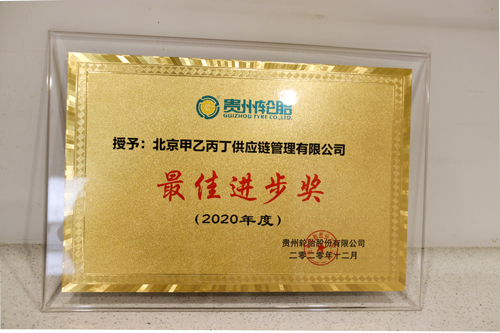 贵州轮胎
GUIZHOU TYRE CO.,LTD.
授予：北京甲乙丙丁供应链管理有限公司
最佳进步奖
(2020年度)
贵州轮胎股份有限公司
二零二零年十二月